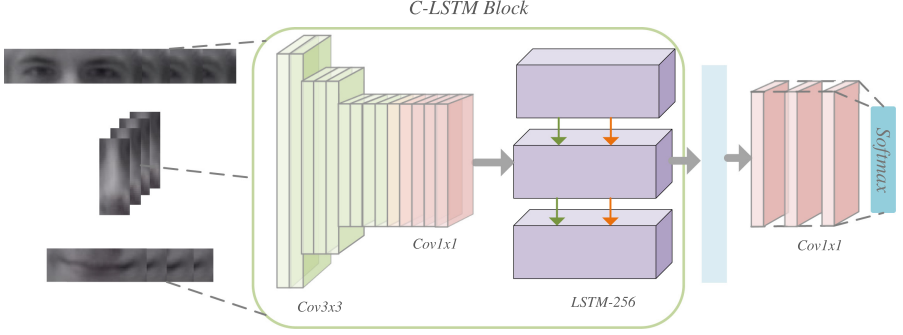 C-LSTM Block
Cov3x3
Cov1x1
LSTM-256
Cov1x1
Softmax